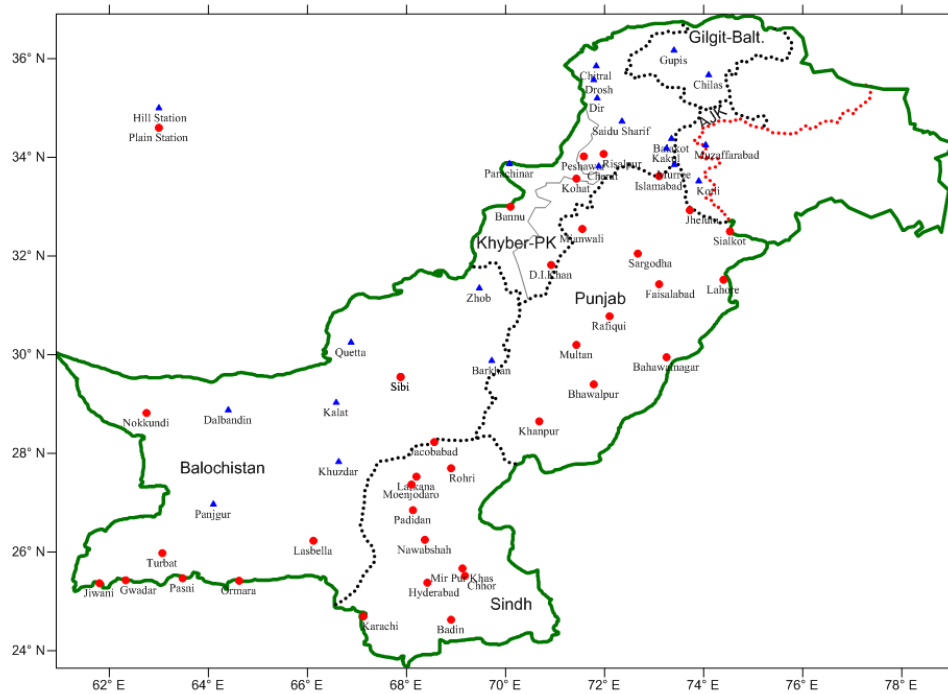 36° N
34° N
32° N
30° N
28° N
26° N
24° N
62° E
64° E
66° E
68° E
70° E
72° E
74° E
76° E
78° E
Hill Station
Plain Station
Gilgit-Balt.
Gupis
Chilas
Chitral
Drosh
Dir
Saidu Sharif
AJK
Balakot
Kakul
Muzaffarabad
Murree
Kotli
Parachinar
Peshawar
Risalpur
Cherat
Kohat
Islamabad
Bannu
Jhelum
Sialkot
Khyber-PK
Mianwali
D.I.Khan
Sargodha
Faisalabad
Lahore
Punjab
Zhob
Rafiqui
Quetta
Multan
Barkhan
Bahawalnagar
Sibi
Bhawalpur
Nokkundi
Dalbandin
Kalat
Khanpur
Jacobabad
Balochistan
Khuzdar
Rohri
Larkana
Moenjodaro
Panjgur
Padidan
Lasbella
Nawabshah
Turbat
Mir Pur Khas
Chhor
Hyderabad
Jiwani
Gwadar
Pasni
Ormara
Sindh
Karachi
Badin